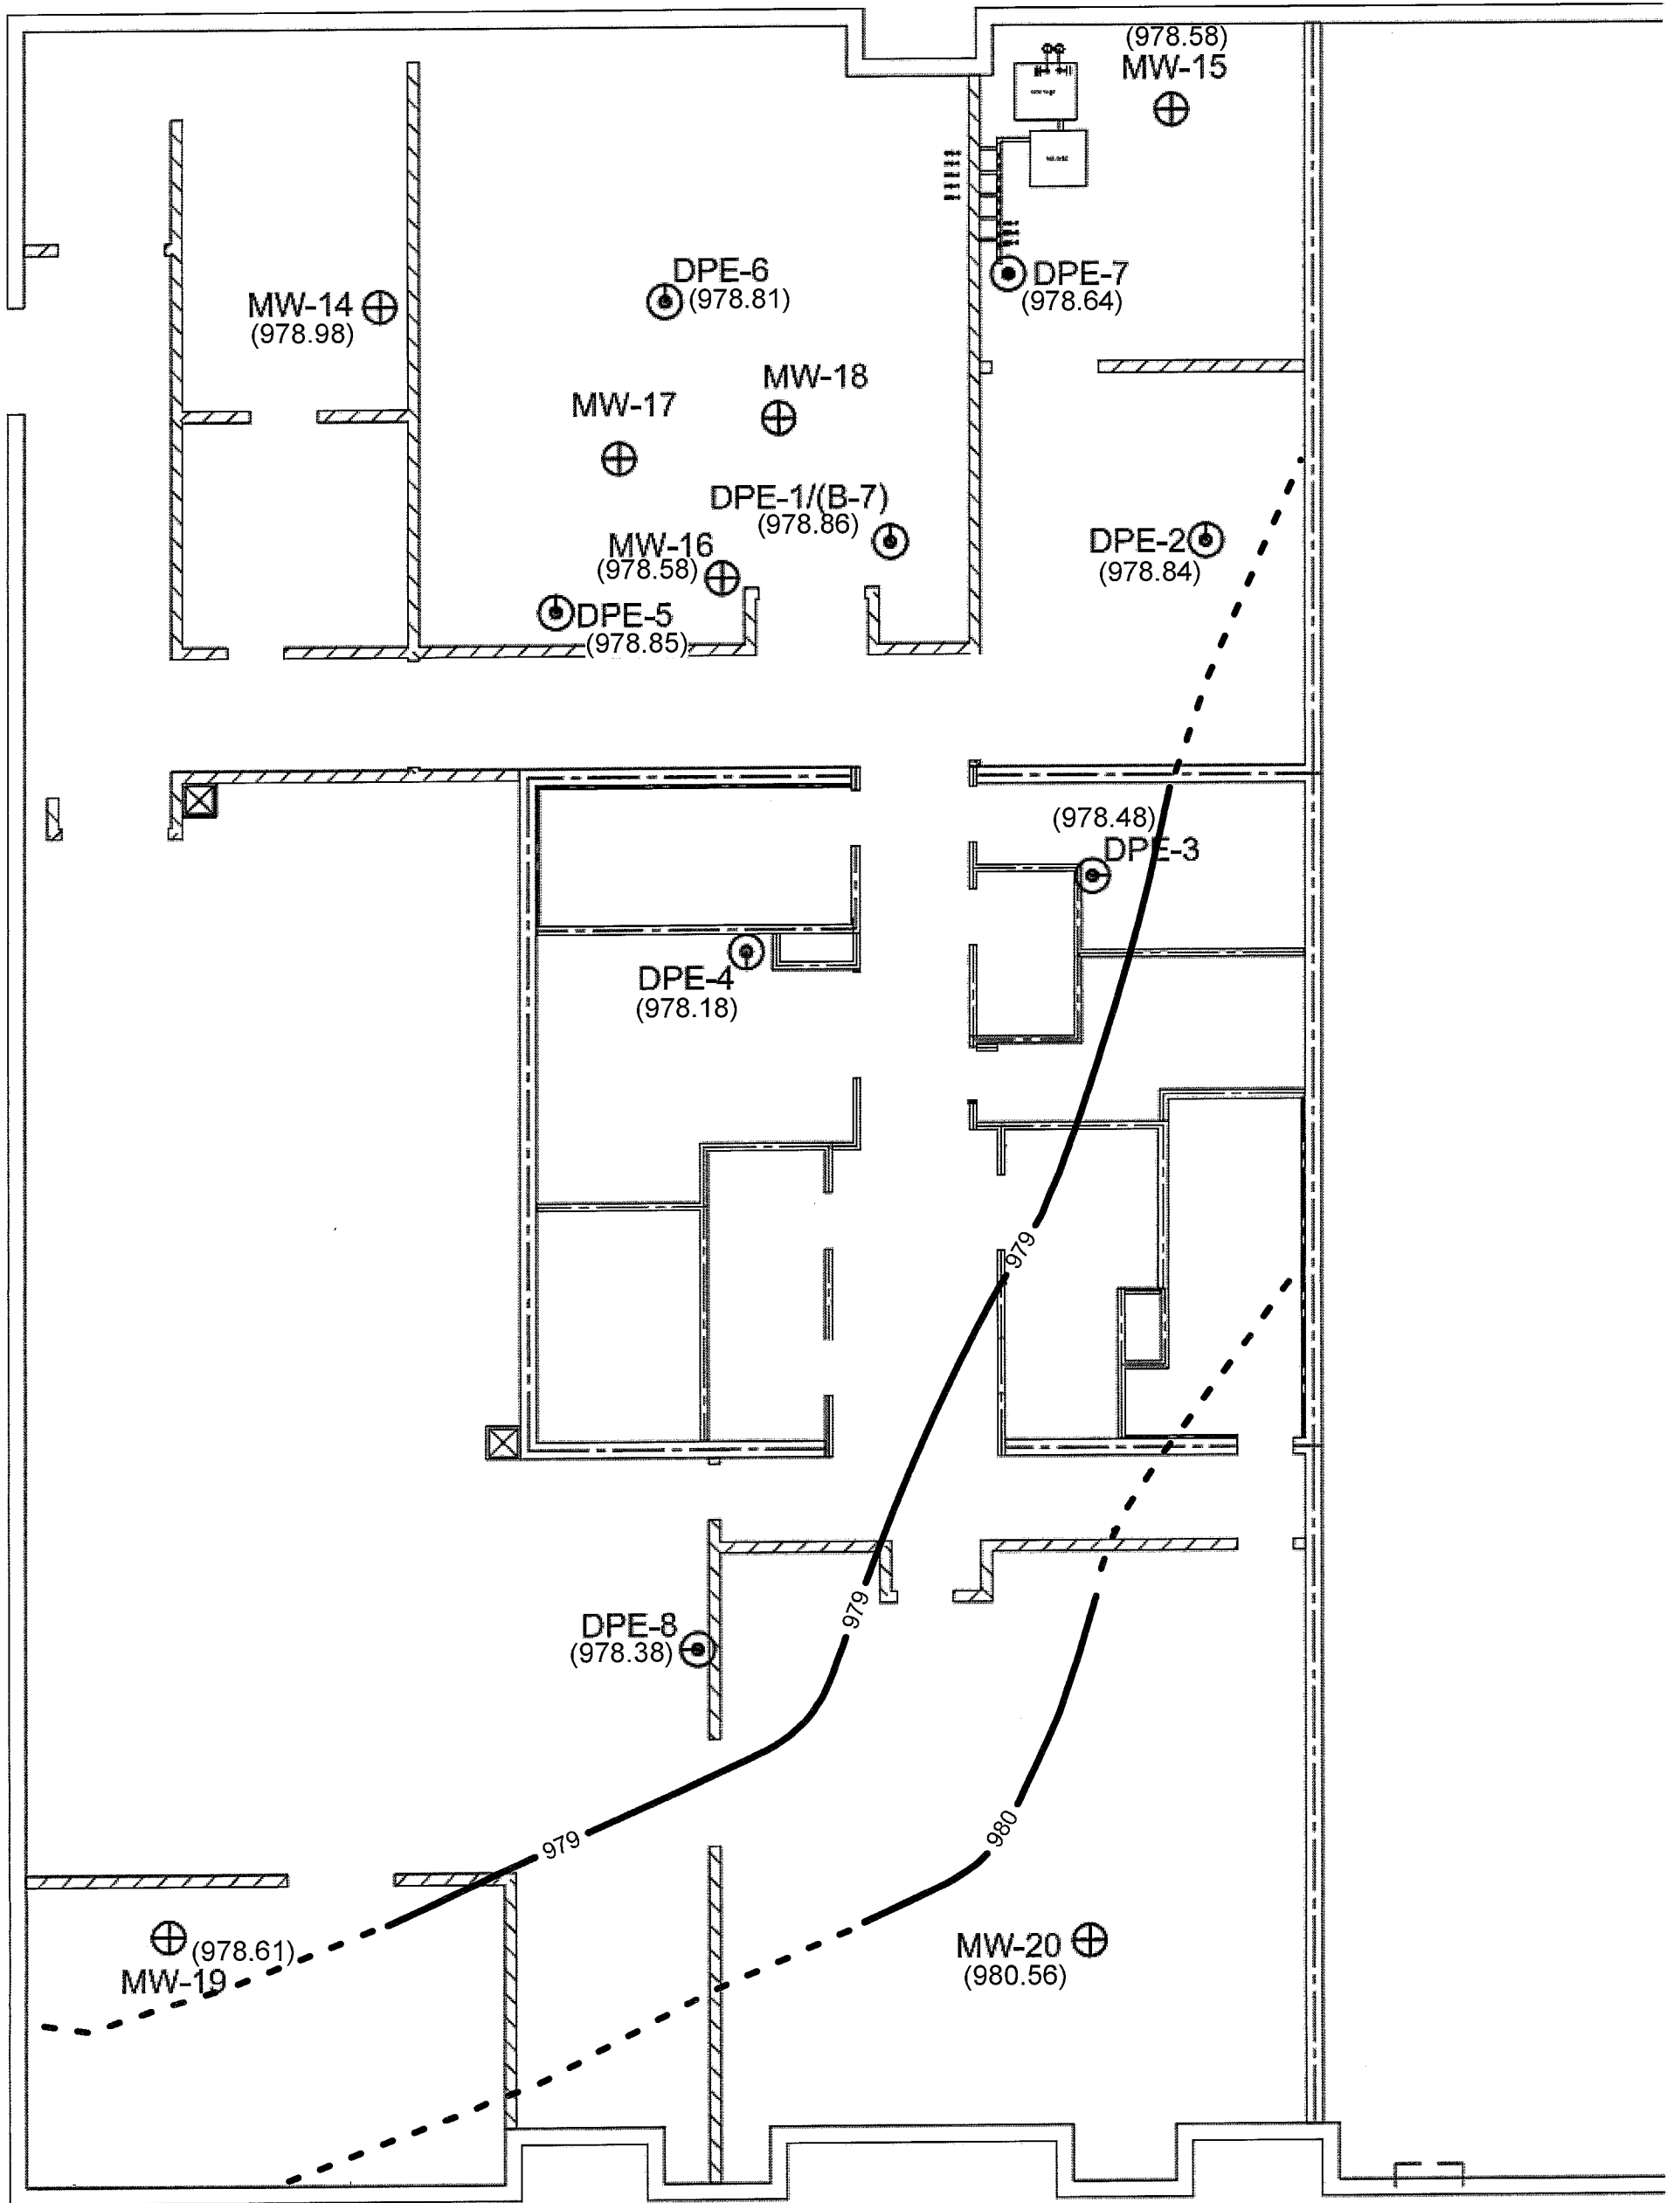 (978.58)
MW-15
DPE-6
(978.81)
DPE-7
(978.64)
MW-14
(978.98)
MW-18
MW-17
DPE-1/(B-7)
(978.86)
DPE-2
(978.84)
MW-16
(978.58)
DPE-5
(978.85)
(978.48)
DPE-3
DPE-4
(978.18)
979
979
DPE-8
(978.38)
980
979
(978.61)
MW-19
MW-20
(980.56)